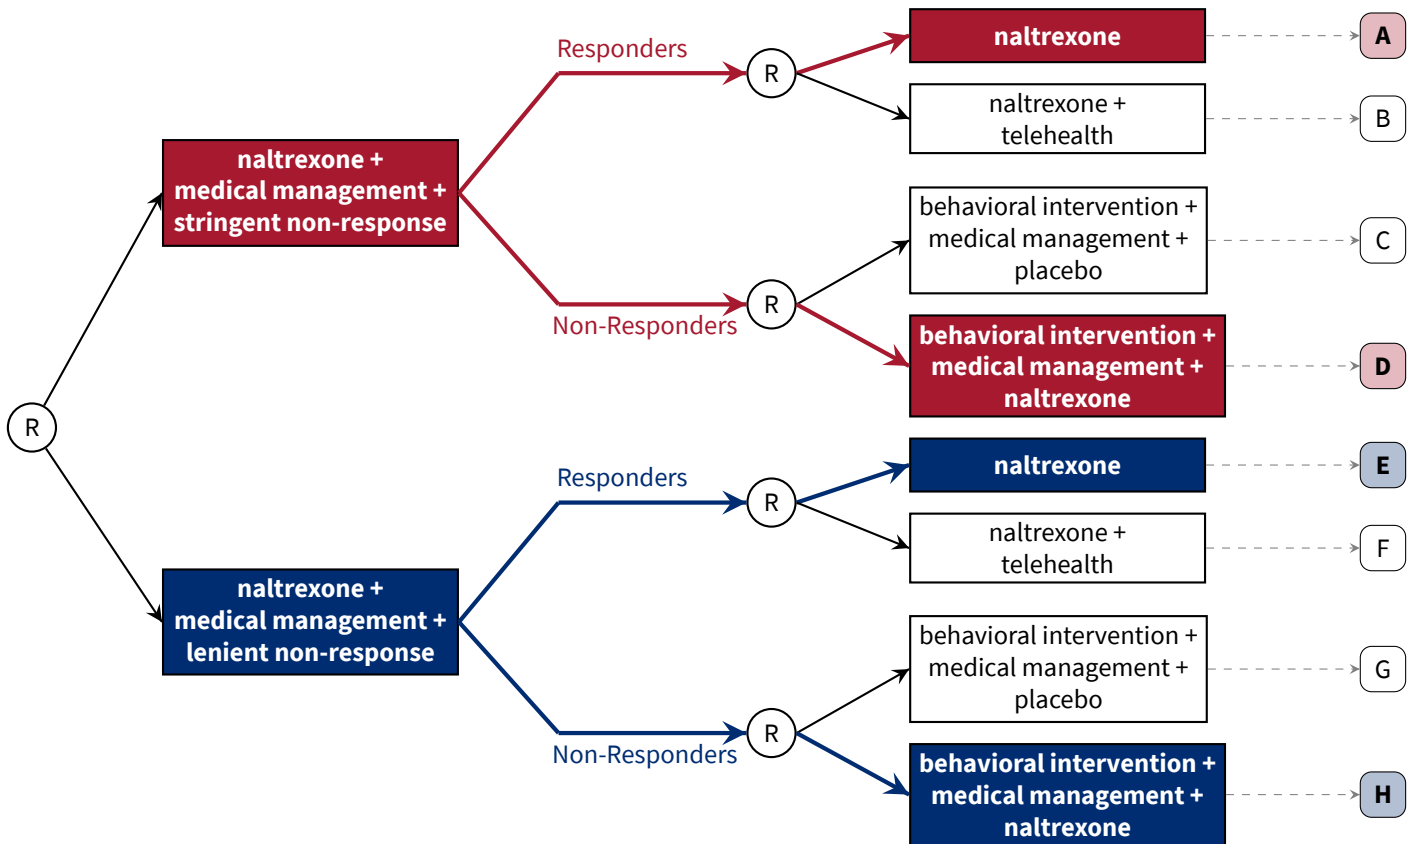 R
naltrexone +
medical management +
stringent non-response
Responders
R
naltrexone
A
naltrexone +
telehealth
B
Non-Responders
R
behavioral intervention +
medical management +
placebo
C
behavioral intervention +
medical management +
naltrexone
D
naltrexone +
medical management +
lenient non-response
Responders
R
naltrexone
E
naltrexone +
telehealth
F
Non-Responders
R
behavioral intervention +
medical management +
placebo
G
behavioral intervention +
medical management +
naltrexone
H